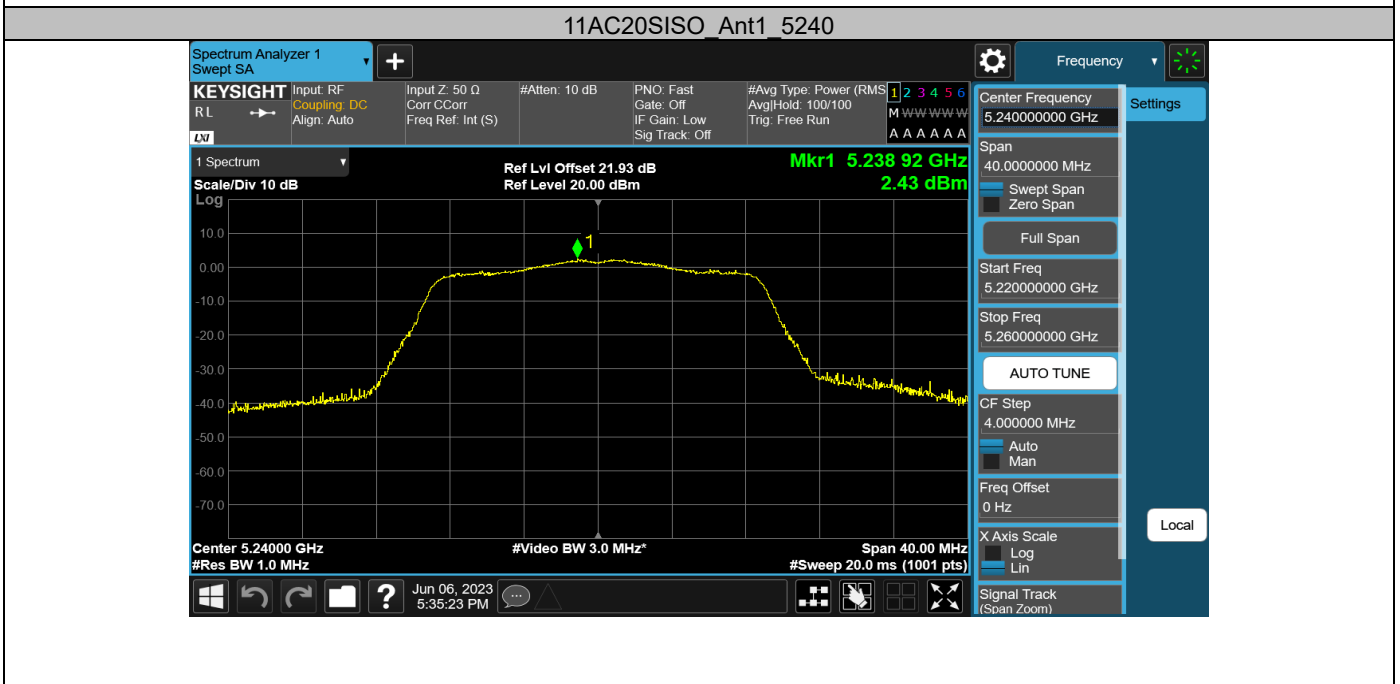 11AC20SISO_Ant1_5240
Spectrum Analyzer 1
Swept SA
Frequency
KEYSIGHT
R L
LXI
Input: RF
Coupling: DC
Align: Auto
Input Z: 50 Ω
Corr CCorr
Freq Ref: Int (S)
#Atten: 10 dB
PNO: Fast
Gate: Off
IF Gain: Low
Sig Track: Off
#Avg Type: Power (RMS
Avg|Hold: 100/100
Trig: Free Run
1 2 3 4 5 6
M W W W W W
A A A A A A
Center Frequency
5.240000000 GHz
Settings
Span
40.0000000 MHz
Swept Span
Zero Span
Full Span
Start Freq
5.220000000 GHz
Stop Freq
5.260000000 GHz
AUTO TUNE
CF Step
4.000000 MHz
Auto
Man
Freq Offset
0 Hz
X Axis Scale
Log
Lin
Signal Track
(Span Zoom)
Local
1 Spectrum
Scale/Div 10 dB
Ref Lvl Offset 21.93 dB
Ref Level 20.00 dBm
Mkr1 5.238 92 GHz
2.43 dBm
Log
10.0
0.00
-10.0
-20.0
-30.0
-40.0
-50.0
-60.0
-70.0
1
Center 5.24000 GHz
#Video BW 3.0 MHz*
Span 40.00 MHz
#Res BW 1.0 MHz
#Sweep 20.0 ms (1001 pts)
Jun 06, 2023
5:35:23 PM